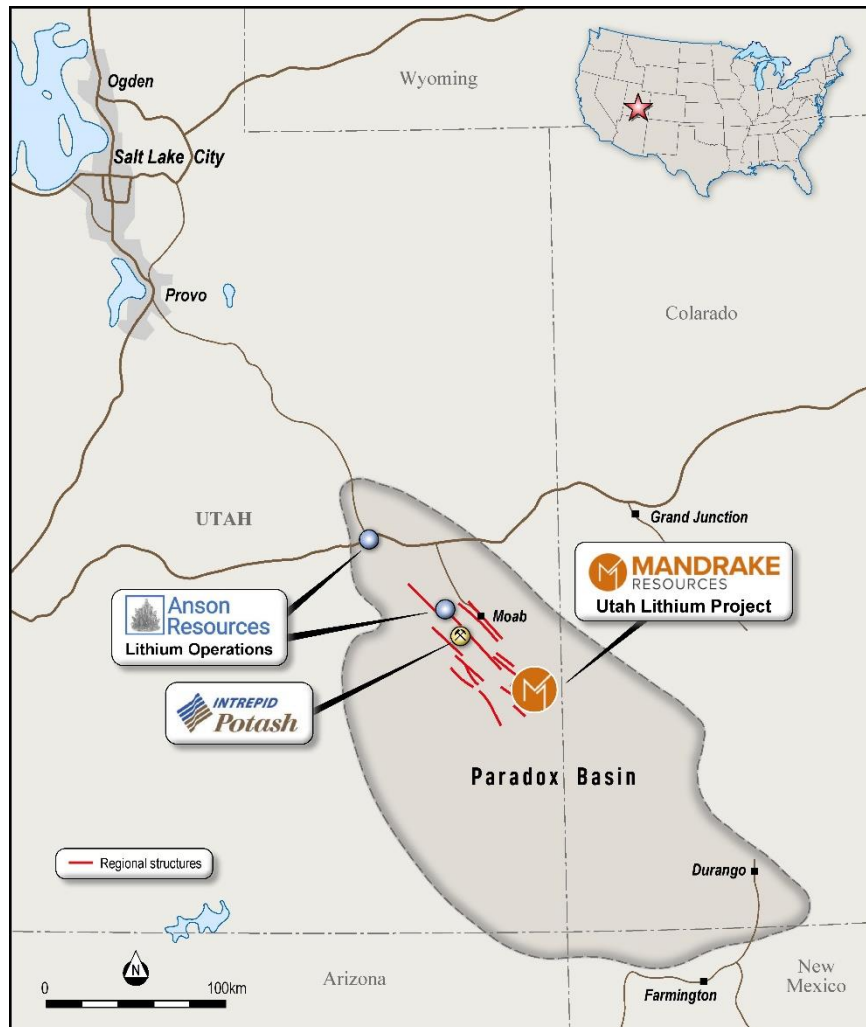 Ogden
Wyoming
Salt Lake City
Provo
Colarado
UTAH
Grand Junction
MANDRAKE
RESOURCES
Utah Lithium Project
Anson
Resources
Lithium Operations
Moab
INTREPID
Potash
Paradox Basin
Regional structures
Durango
N
0
100km
Arizona
New
Mexico
Farmington